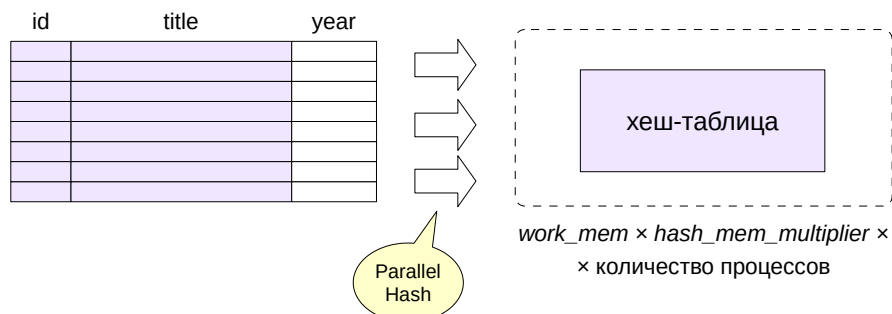 id title year
хеш-таблица
work_mem × hash_mem_multiplier ×
× количество процессов
Parallel
Hash